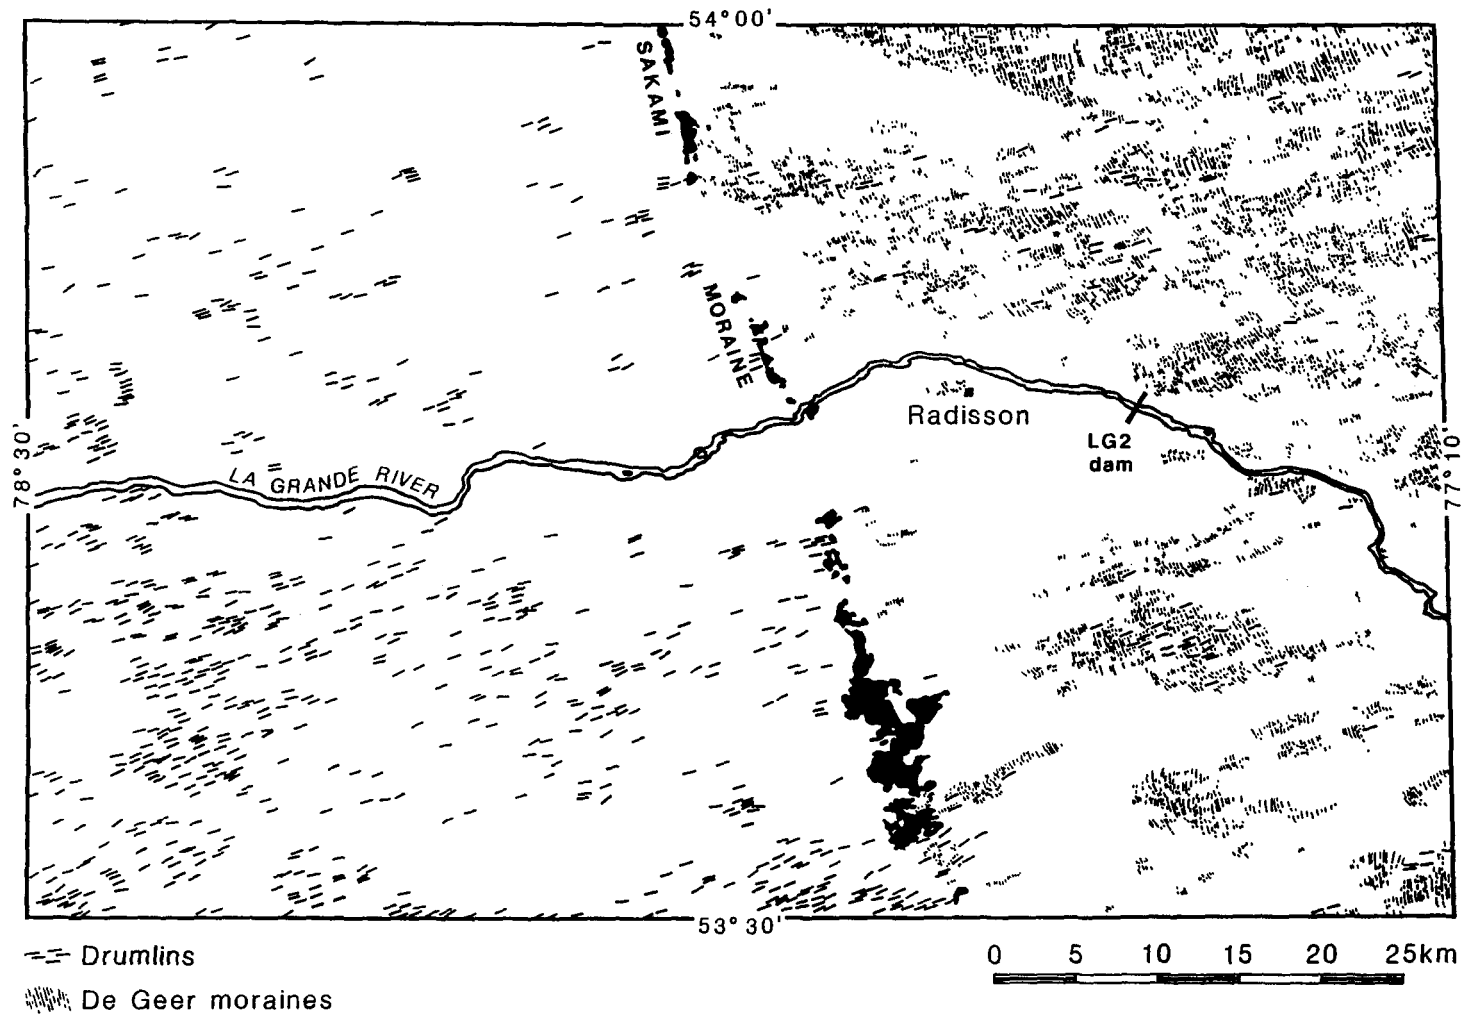 54°00'
SAKAMI
MORAINE
Radisson
LG2
dam
LA GRANDE RIVER
78°30'
77°10'
53°30'
Drumlins
De Geer moraines
0 5 10 15 20 25km